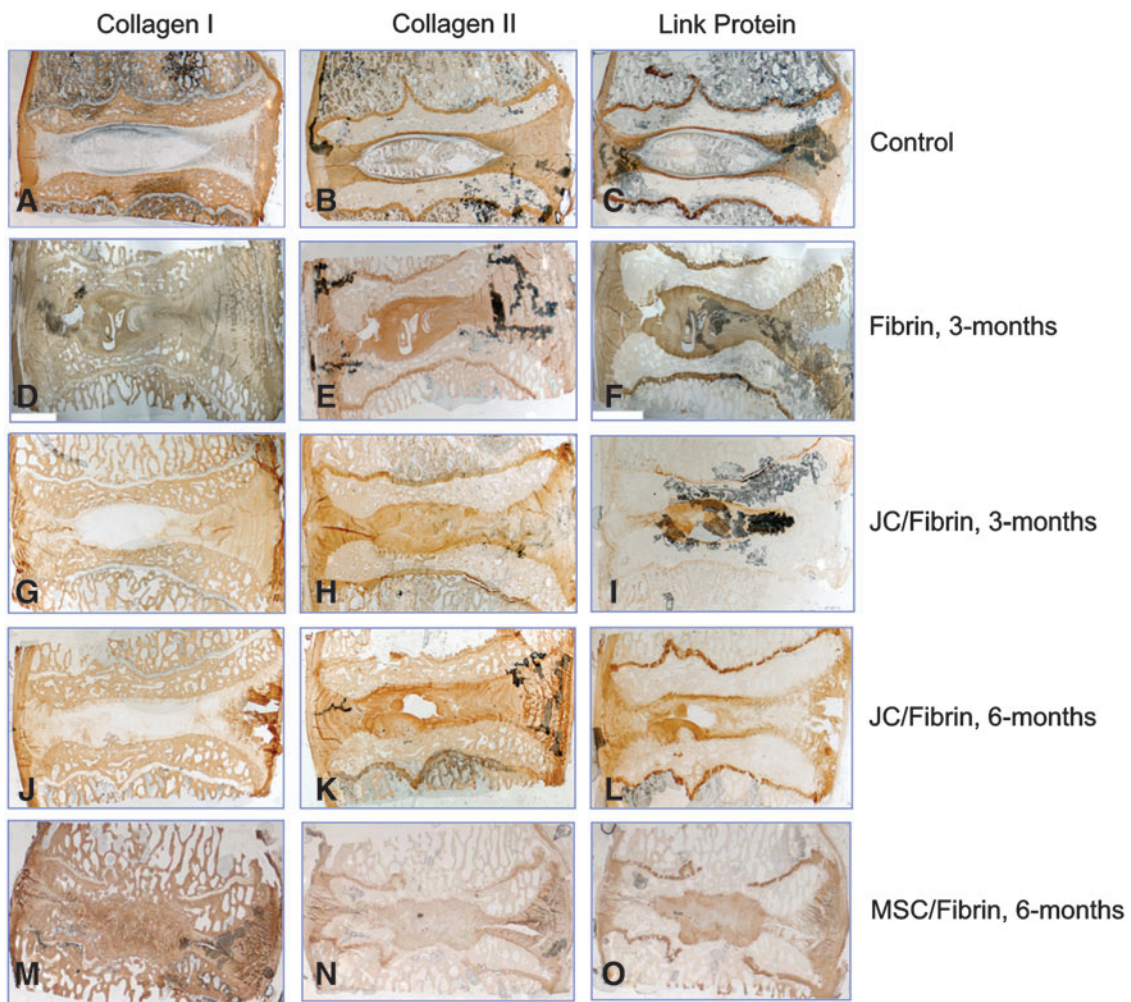 Collagen I Collagen II Link Protein
A B C Control
D E F Fibrin, 3-months
G H I JC/Fibrin, 3-months
J K L JC/Fibrin, 6-months
M N O MSC/Fibrin, 6-months